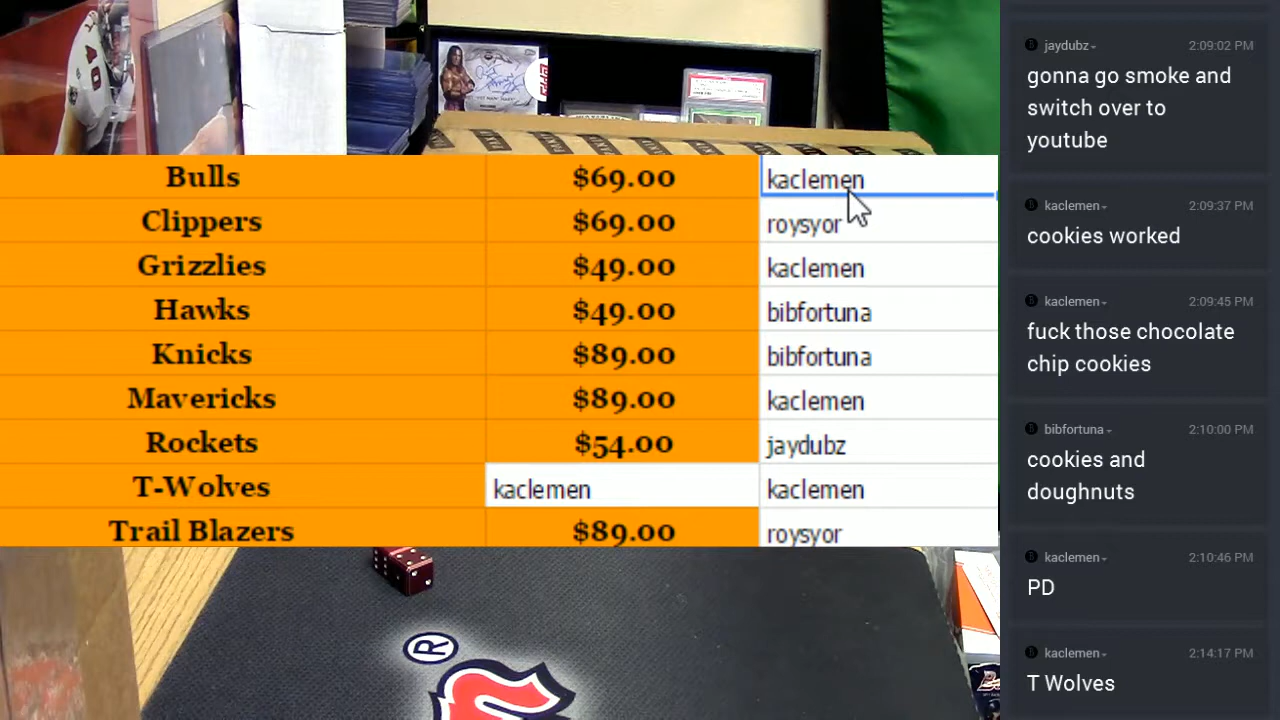 Bulls $69.00 kaclemen
Clippers $69.00 roysyor
Grizzlies $49.00 kaclemen
Hawks $49.00 bibfortuna
Knicks $89.00 bibfortuna
Mavericks $89.00 kaclemen
Rockets $54.00 jaydubz
T-Wolves kaclemen kaclemen
Trail Blazers $89.00 roysyor
®
jaydubz 2:09:02 PM
gonna go smoke and
switch over to
youtube
kaclemen 2:09:37 PM
cookies worked
kaclemen 2:09:45 PM
fuck those chocolate
chip cookies
bibfortuna 2:10:00 PM
cookies and
doughnuts
kaclemen 2:10:46 PM
PD
kaclemen 2:14:17 PM
T Wolves